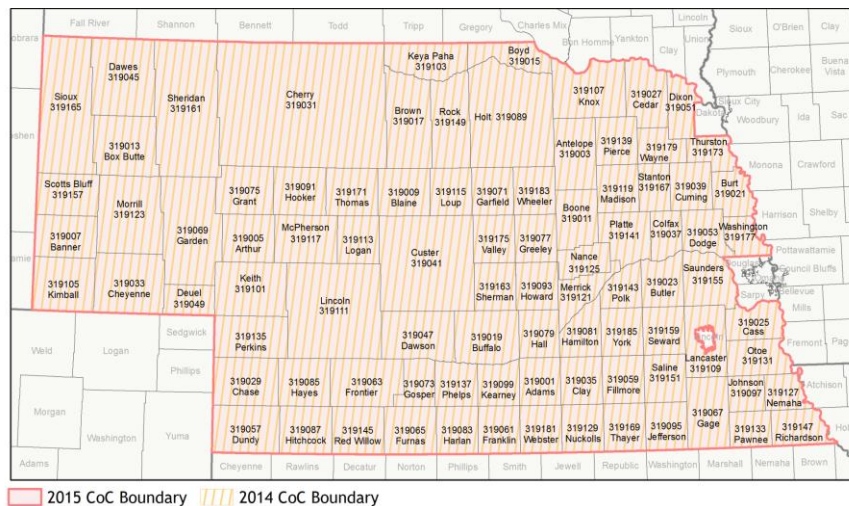 Fall River
Shannon
Bennett
Todd
Tripp
Gregory
Charles Mix
Bon Homme
Yankton
Clay
Lincoln
Union
Sioux
O'Brien
Clay
Plymouth
Cherokee
Buena
Vista
Sioux City
Woodbury
Ida
Sac
Monona
Crawford
Harrison
Shelby
Pottawattamie
Council Bluffs
Bellevue
Mills
Fremont
Page
Atchison
Dakota
Douglas
Sarpy
Lincoln
Sioux
319165
Dawes
319045
Sheridan
319161
Cherry
319031
Keya Paha
319103
Boyd
319015
319107
Knox
319027
Cedar
Dixon
319051
319013
Box Butte
Brown
319017
Rock
319149
Holt 319089
Antelope
319003
319139
Pierce
319179
Wayne
Thurston
319173
Scotts Bluff
319157
Morrill
319123
319069
Garden
319075
Grant
319091
Hooker
319171
Thomas
319009
Blaine
319115
Loup
319071
Garfield
319183
Wheeler
Boone
319011
319119
Madison
Stanton
319167
319039
Cuming
Burt
319021
319007
Banner
319005
Arthur
McPherson
319117
319113
Logan
Custer
319041
319175
Valley
319077
Greeley
Nance
319125
Platte
319141
Colfax
319037
319053
Dodge
Washington
319177
319105
Kimball
319033
Cheyenne
Deuel
319049
Keith
319101
Lincoln
319111
319163
Sherman
319093
Howard
Merrick
319121
319143
Polk
319023
Butler
Saunders
319155
319135
Perkins
319047
Dawson
319019
Buffalo
319079
Hall
319081
Hamilton
319185
York
319159
Seward
Lancaster
319109
319025
Cass
Otoe
319131
319029
Chase
319085
Hayes
319063
Frontier
319073
Gosper
319137
Phelps
319099
Kearney
319001
Adams
319035
Clay
319059
Fillmore
Saline
319151
319067
Gage
Johnson
319097
319127
Nemaha
319057
Dundy
319087
Hitchcock
319145
Red Willow
319065
Furnas
319083
Harlan
319061
Franklin
319181
Webster
319129
Nuckolls
319169
Thayer
319095
Jefferson
319133
Pawnee
319147
Richardson
Weld
Logan
Sedgwick
Phillips
Morgan
Washington
Yuma
Adams
Cheyenne
Rawlins
Decatur
Norton
Phillips
Smith
Jewell
Republic
Washington
Marshall
Nemaha
Brown
2015 CoC Boundary
2014 CoC Boundary